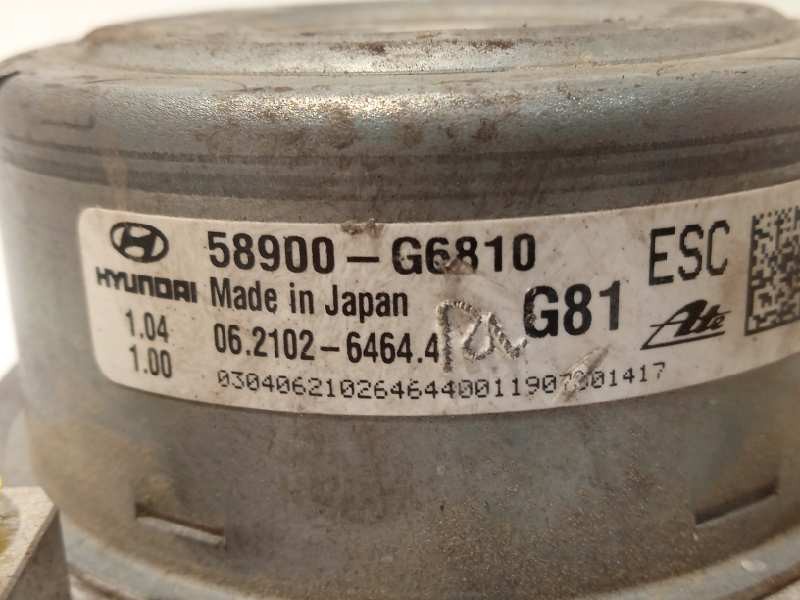 58900-G6810
HYUNDAI
Made in Japan
G81
ESC
Ate
1.04
1.00
06.2102-6464.4